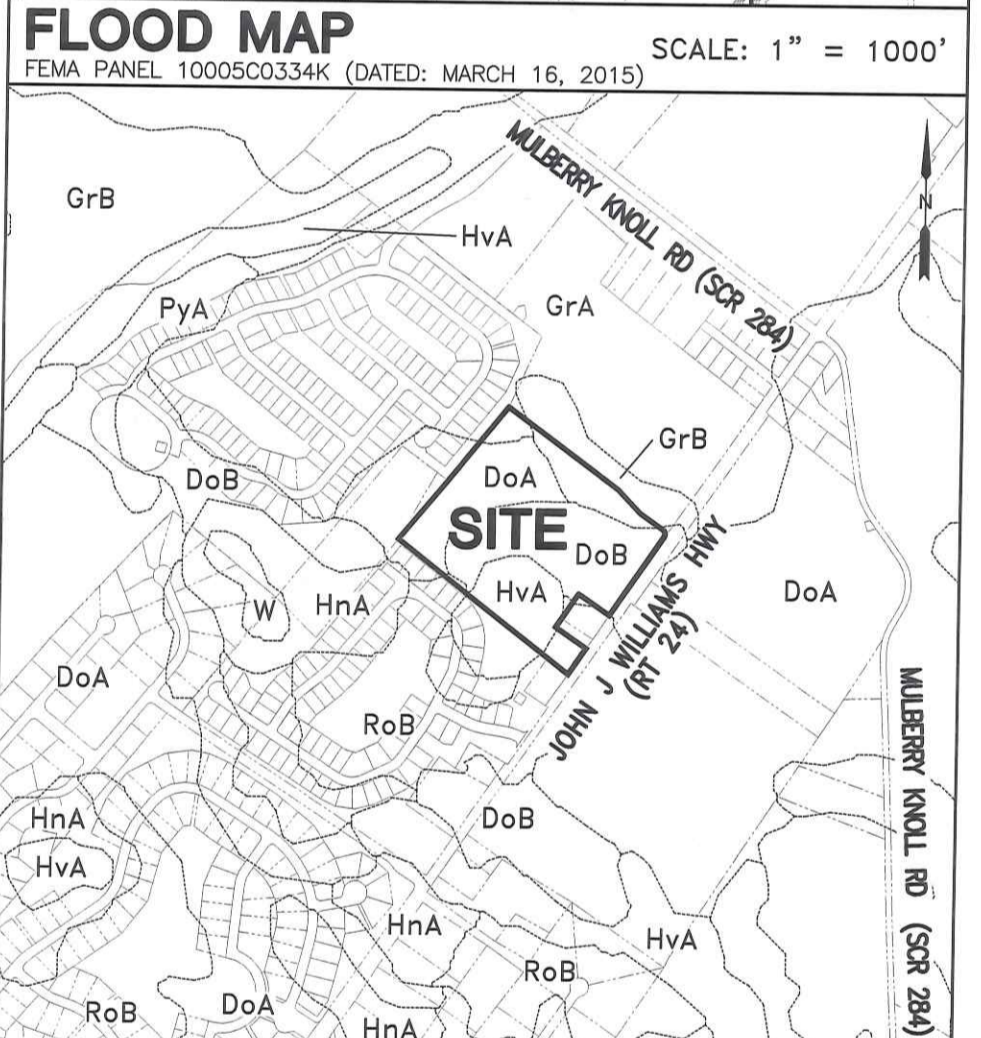 FLOOD MAP
SCALE: 1” = 1000’
FEMA PANEL 10005C0334K (DATED: MARCH 16, 2015)
MULBERRY KNOLL RD (SCR 284)
GrB
N
HvA
PyA
GrA
GrB
DoA
DoB
SITE
DoB
HvA
DoA
W
HnA
JOHN J WILLIAMS HWY
(RT 24)
DoA
MULBERRY KNOLL RD (SCR 284)
RoB
HnA
DoB
HvA
HnA
HvA
RoB
RoB
DoA
HnA